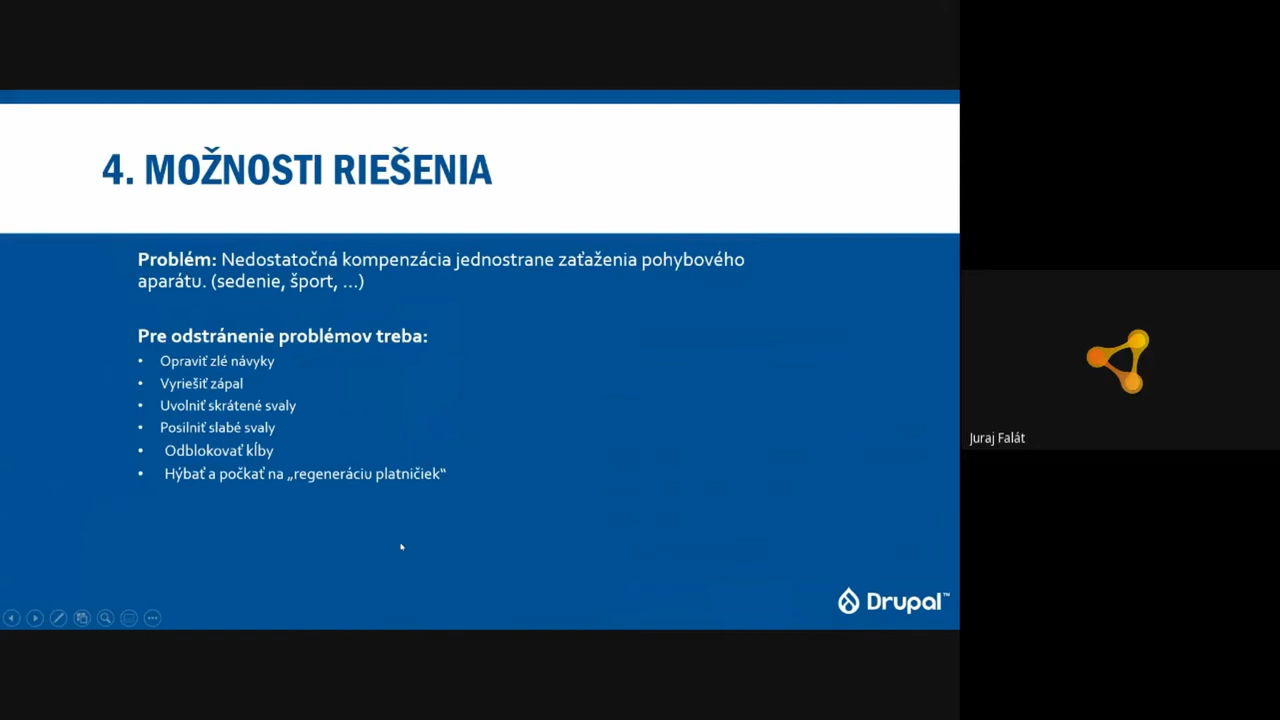 4. MOŽNOSTI RIEŠENIA
Problém: Nedostatočná kompenzácia jednostrane zaťaženia pohybového
aparátu. (sedenie, šport, ...)
Pre odstránenie problémov treba:
• Opraviť zlé návyky
• Vyriešiť zápal
• Uvolniť skrátené svaly
• Posilniť slabé svaly
• Odblokovať kĺby
• Hýbať a počkať na „regeneráciu platničiek“
Drupal™
Juraj Falát